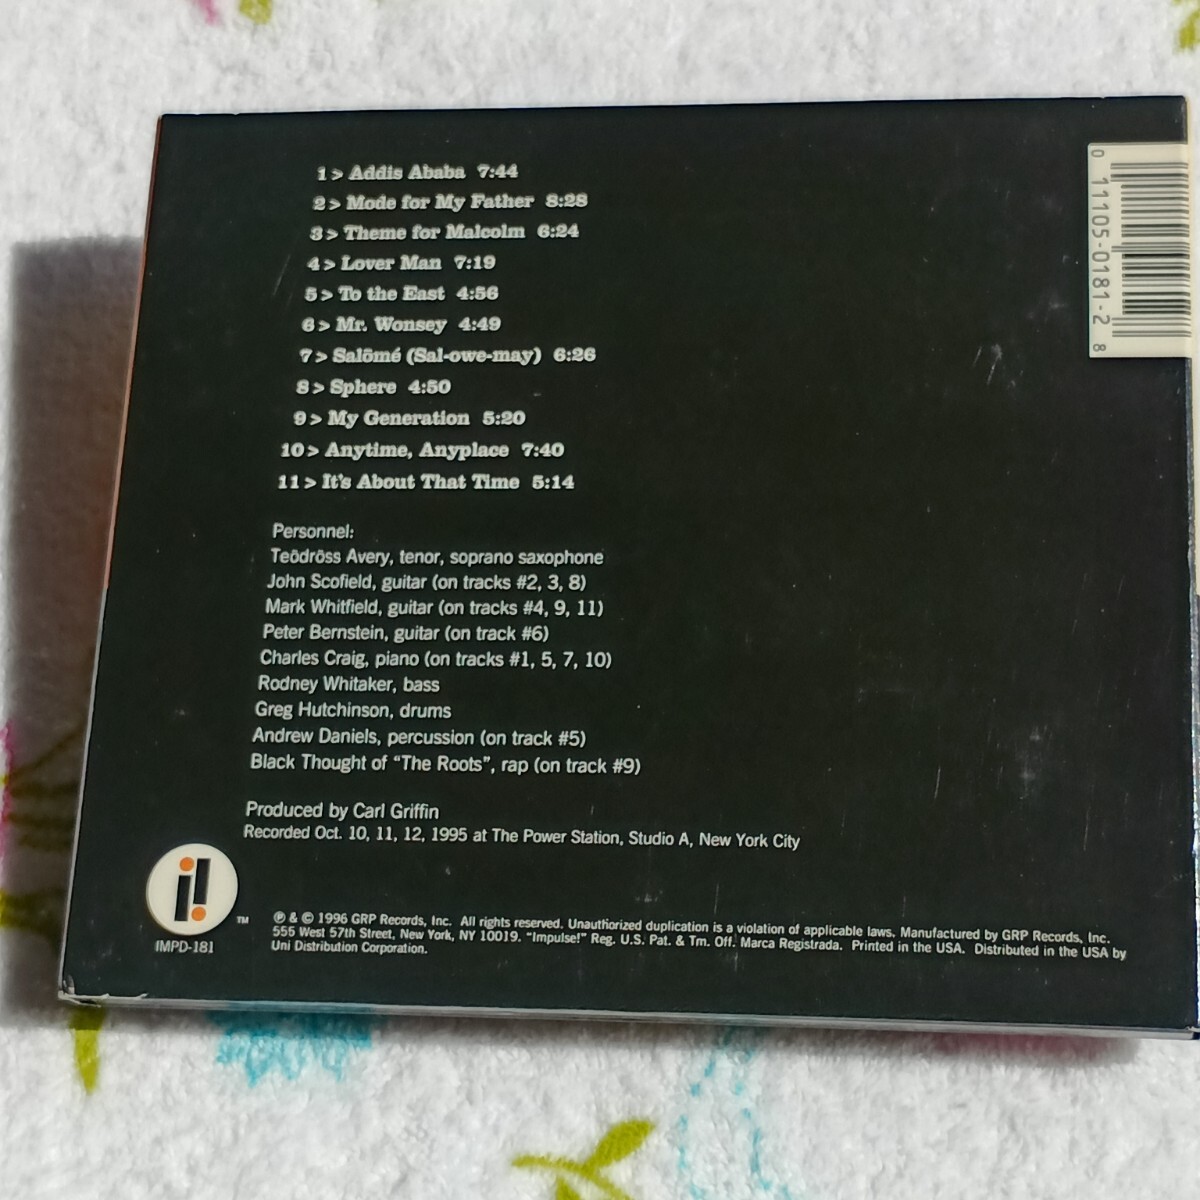 1> Addis Ababa 7:44
2> Mode for My Father 8:28
3> Theme for Malcolm 6:24
4> Lover Man 7:19
5> To the East 4:56
6> Mr. Wonsey 4:49
7> Salōmé (Sal-owe-may) 6:26
8> Sphere 4:50
9> My Generation 5:20
10> Anytime, Anyplace 7:40
11> It's About That Time 5:14
Personnel:
Teōdrōss Avery, tenor, soprano saxophone
John Scofield, guitar (on tracks #2, 3, 8)
Mark Whitfield, guitar (on tracks #4, 9, 11)
Peter Bernstein, guitar (on track #6)
Charles Craig, piano (on tracks #1, 5, 7, 10)
Rodney Whitaker, bass
Greg Hutchinson, drums
Andrew Daniels, percussion (on track #5)
Black Thought of “The Roots”, rap (on track #9)
Produced by Carl Griffin
Recorded Oct. 10, 11, 12, 1995 at The Power Station, Studio A, New York City
i!
TM
IMPD-181
℗ & © 1996 GRP Records, Inc. All rights reserved. Unauthorized duplication is a violation of applicable laws. Manufactured by GRP Records, Inc.
555 West 57th Street, New York, NY 10019. “Impulse!” Reg. U.S. Pat. & Tm. Off. Marca Registrada. Printed in the USA. Distributed in the USA by
Uni Distribution Corporation.
0 11105-0181-2 8